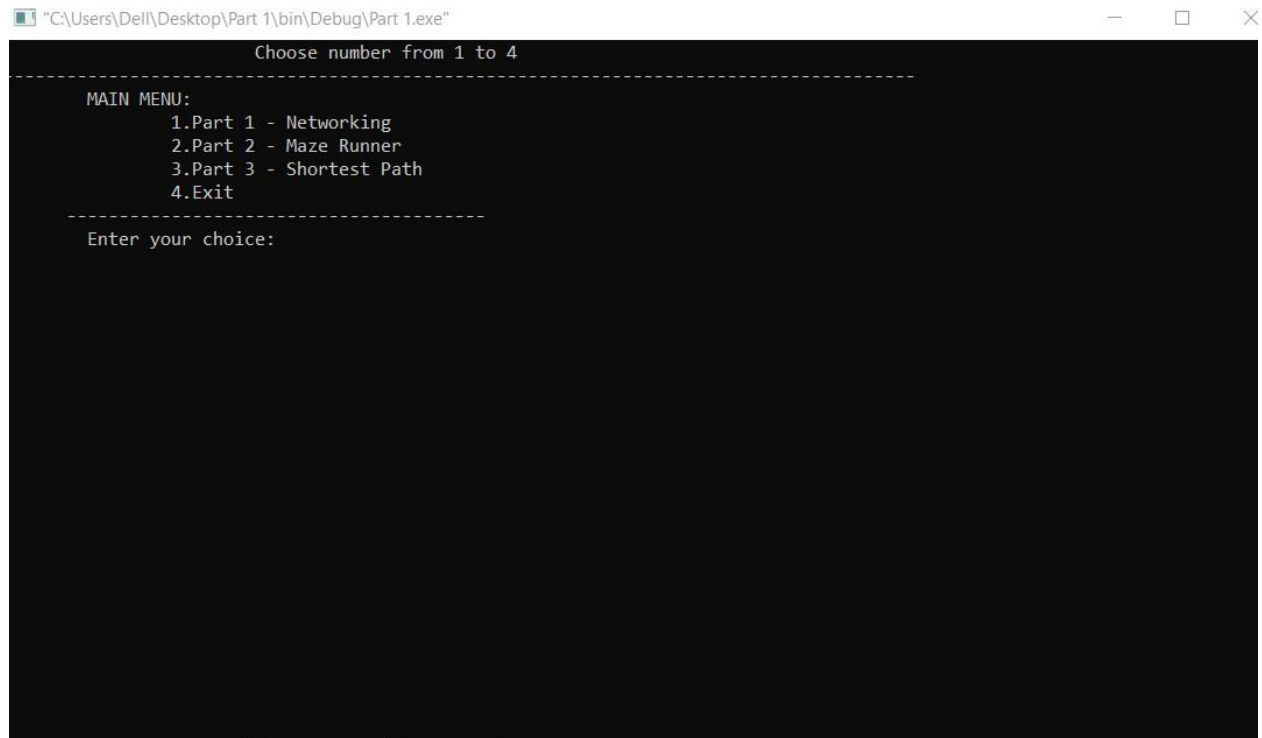 "C:\Users\Dell\Desktop\Part 1\bin\Debug\Part 1.exe"
Choose number from 1 to 4
---------------------------------------------------------------------------------------
MAIN MENU:
1.Part 1 - Networking
2.Part 2 - Maze Runner
3.Part 3 - Shortest Path
4.Exit
----------------------------------------
Enter your choice: